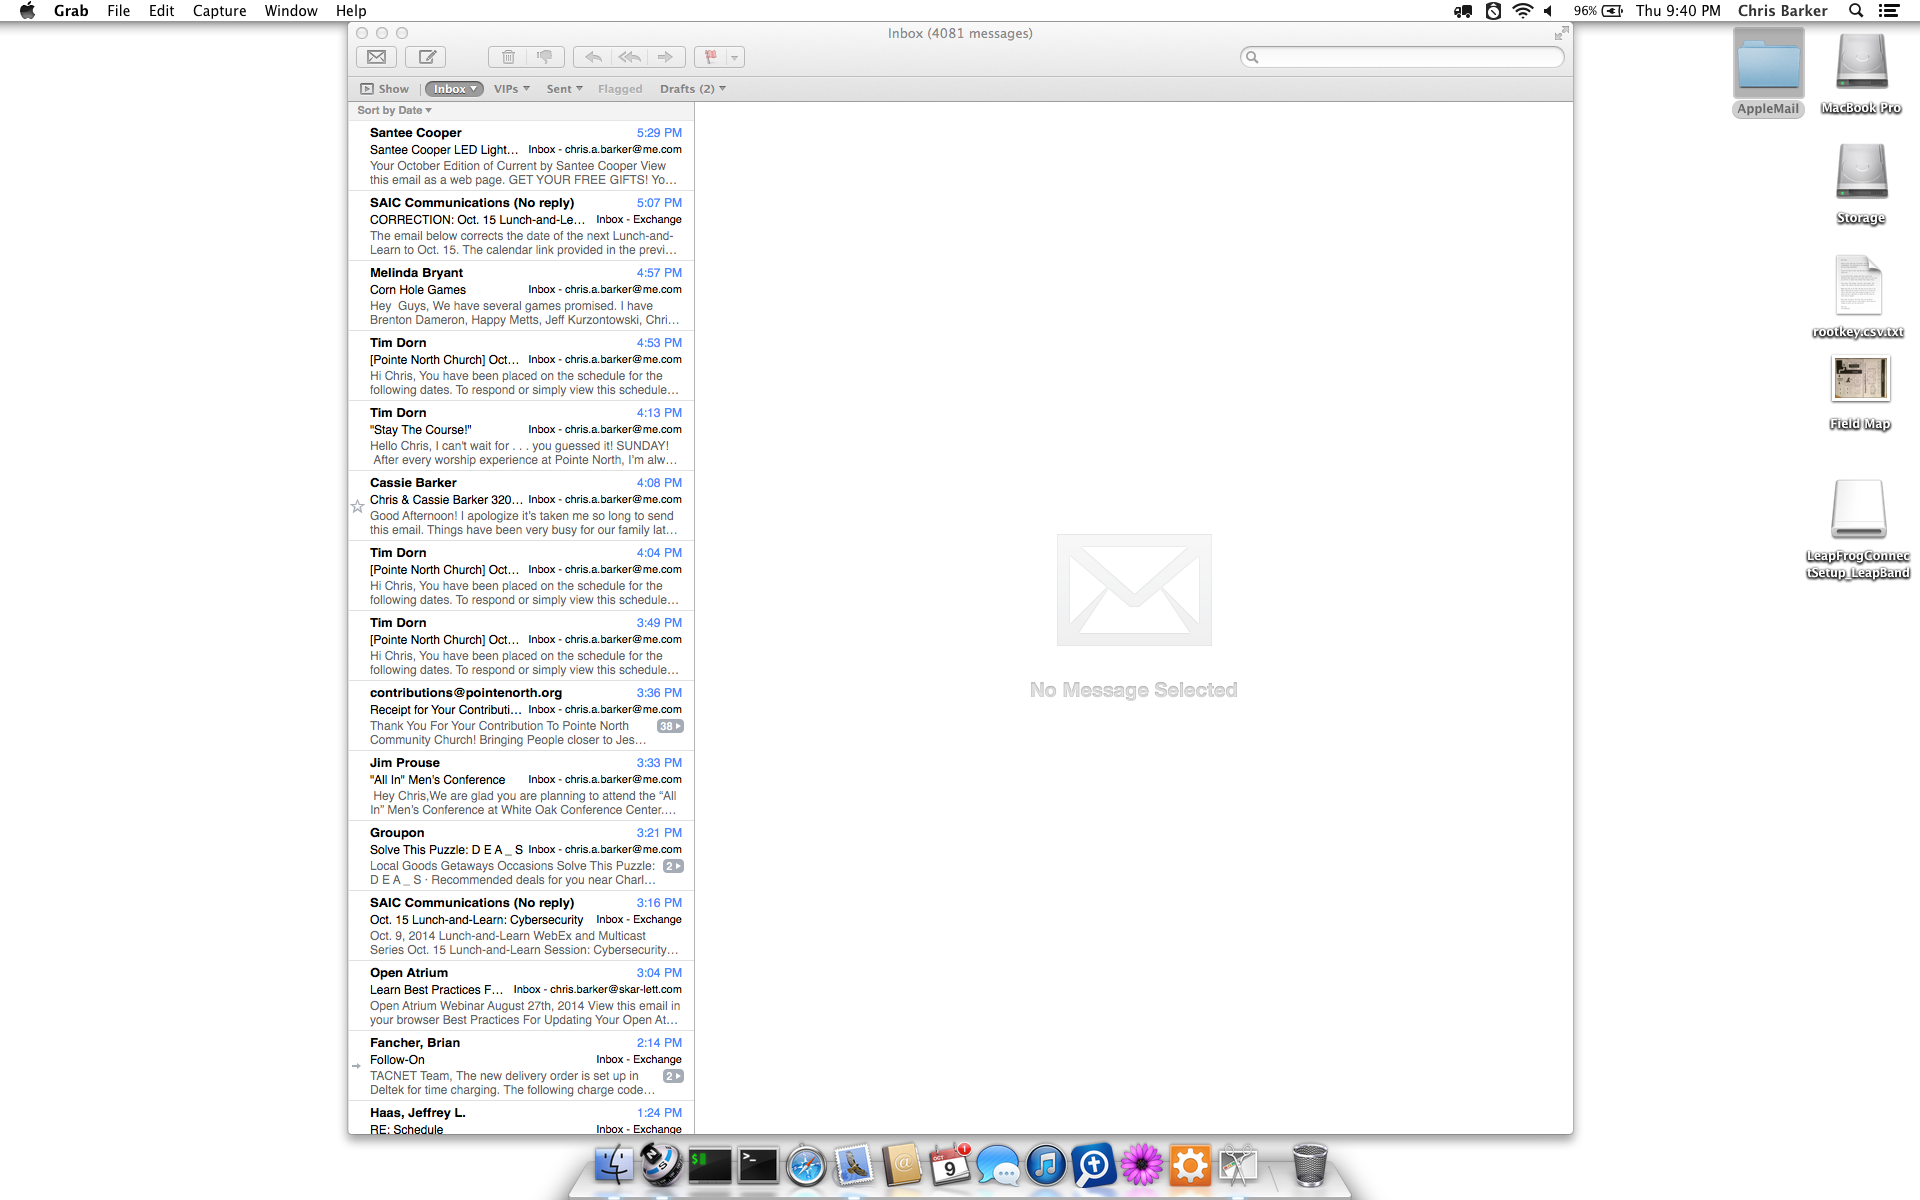 Grab File Edit Capture Window Help 96% Thu 9:40 PM Chris Barker
Inbox (4081 messages)
Show Inbox VIPs Sent Flagged Drafts (2)
Sort by Date
Santee Cooper 5:29 PM
Santee Cooper LED Light… Inbox - chris.a.barker@me.com
Your October Edition of Current by Santee Cooper View
this email as a web page. GET YOUR FREE GIFTS! Yo…
SAIC Communications (No reply) 5:07 PM
CORRECTION: Oct. 15 Lunch-and-Le… Inbox - Exchange
The email below corrects the date of the next Lunch-and-
Learn to Oct. 15. The calendar link provided in the previ…
Melinda Bryant 4:57 PM
Corn Hole Games Inbox - chris.a.barker@me.com
Hey Guys, We have several games promised. I have
Brenton Dameron, Happy Metts, Jeff Kurzontowski, Chri…
Tim Dorn 4:53 PM
[Pointe North Church] Oct… Inbox - chris.a.barker@me.com
Hi Chris, You have been placed on the schedule for the
following dates. To respond or simply view this schedule…
Tim Dorn 4:13 PM
"Stay The Course!" Inbox - chris.a.barker@me.com
Hello Chris, I can't wait for . . . you guessed it! SUNDAY!
After every worship experience at Pointe North, I'm alw…
Cassie Barker 4:08 PM
Chris & Cassie Barker 320… Inbox - chris.a.barker@me.com
Good Afternoon! I apologize it's taken me so long to send
this email. Things have been very busy for our family lat…
Tim Dorn 4:04 PM
[Pointe North Church] Oct… Inbox - chris.a.barker@me.com
Hi Chris, You have been placed on the schedule for the
following dates. To respond or simply view this schedule…
Tim Dorn 3:49 PM
[Pointe North Church] Oct… Inbox - chris.a.barker@me.com
Hi Chris, You have been placed on the schedule for the
following dates. To respond or simply view this schedule…
contributions@pointenorth.org 3:36 PM
Receipt for Your Contributi… Inbox - chris.a.barker@me.com
Thank You For Your Contribution To Pointe North 38
Community Church! Bringing People closer to Jes…
Jim Prouse 3:33 PM
"All In" Men's Conference Inbox - chris.a.barker@me.com
Hey Chris,We are glad you are planning to attend the “All
In” Men's Conference at White Oak Conference Center.…
Groupon 3:21 PM
Solve This Puzzle: D E A _ S Inbox - chris.a.barker@me.com
Local Goods Getaways Occasions Solve This Puzzle: 2
D E A _ S · Recommended deals for you near Charl…
SAIC Communications (No reply) 3:16 PM
Oct. 15 Lunch-and-Learn: Cybersecurity Inbox - Exchange
Oct. 9, 2014 Lunch-and-Learn WebEx and Multicast
Series Oct. 15 Lunch-and-Learn Session: Cybersecurity…
Open Atrium 3:04 PM
Learn Best Practices F… Inbox - chris.barker@skar-lett.com
Open Atrium Webinar August 27th, 2014 View this email in
your browser Best Practices For Updating Your Open At…
Fancher, Brian 2:14 PM
Follow-On Inbox - Exchange
TACNET Team, The new delivery order is set up in 2
Deltek for time charging. The following charge code…
Haas, Jeffrey L. 1:24 PM
RE: Schedule Inbox - Exchange
No Message Selected
AppleMail
MacBook Pro
Storage
rootkey.csv.txt
Field Map
LeapFrogConnec
tSetup_LeapBand
N
S
$
>_
@
OCT
9
1